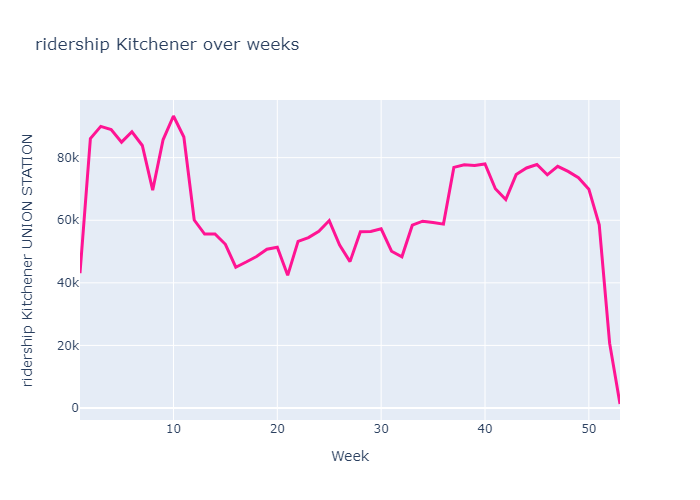 ridership Kitchener over weeks
ridership Kitchener UNION STATION
80k
60k
40k
20k
0
10
20
30
40
50
Week